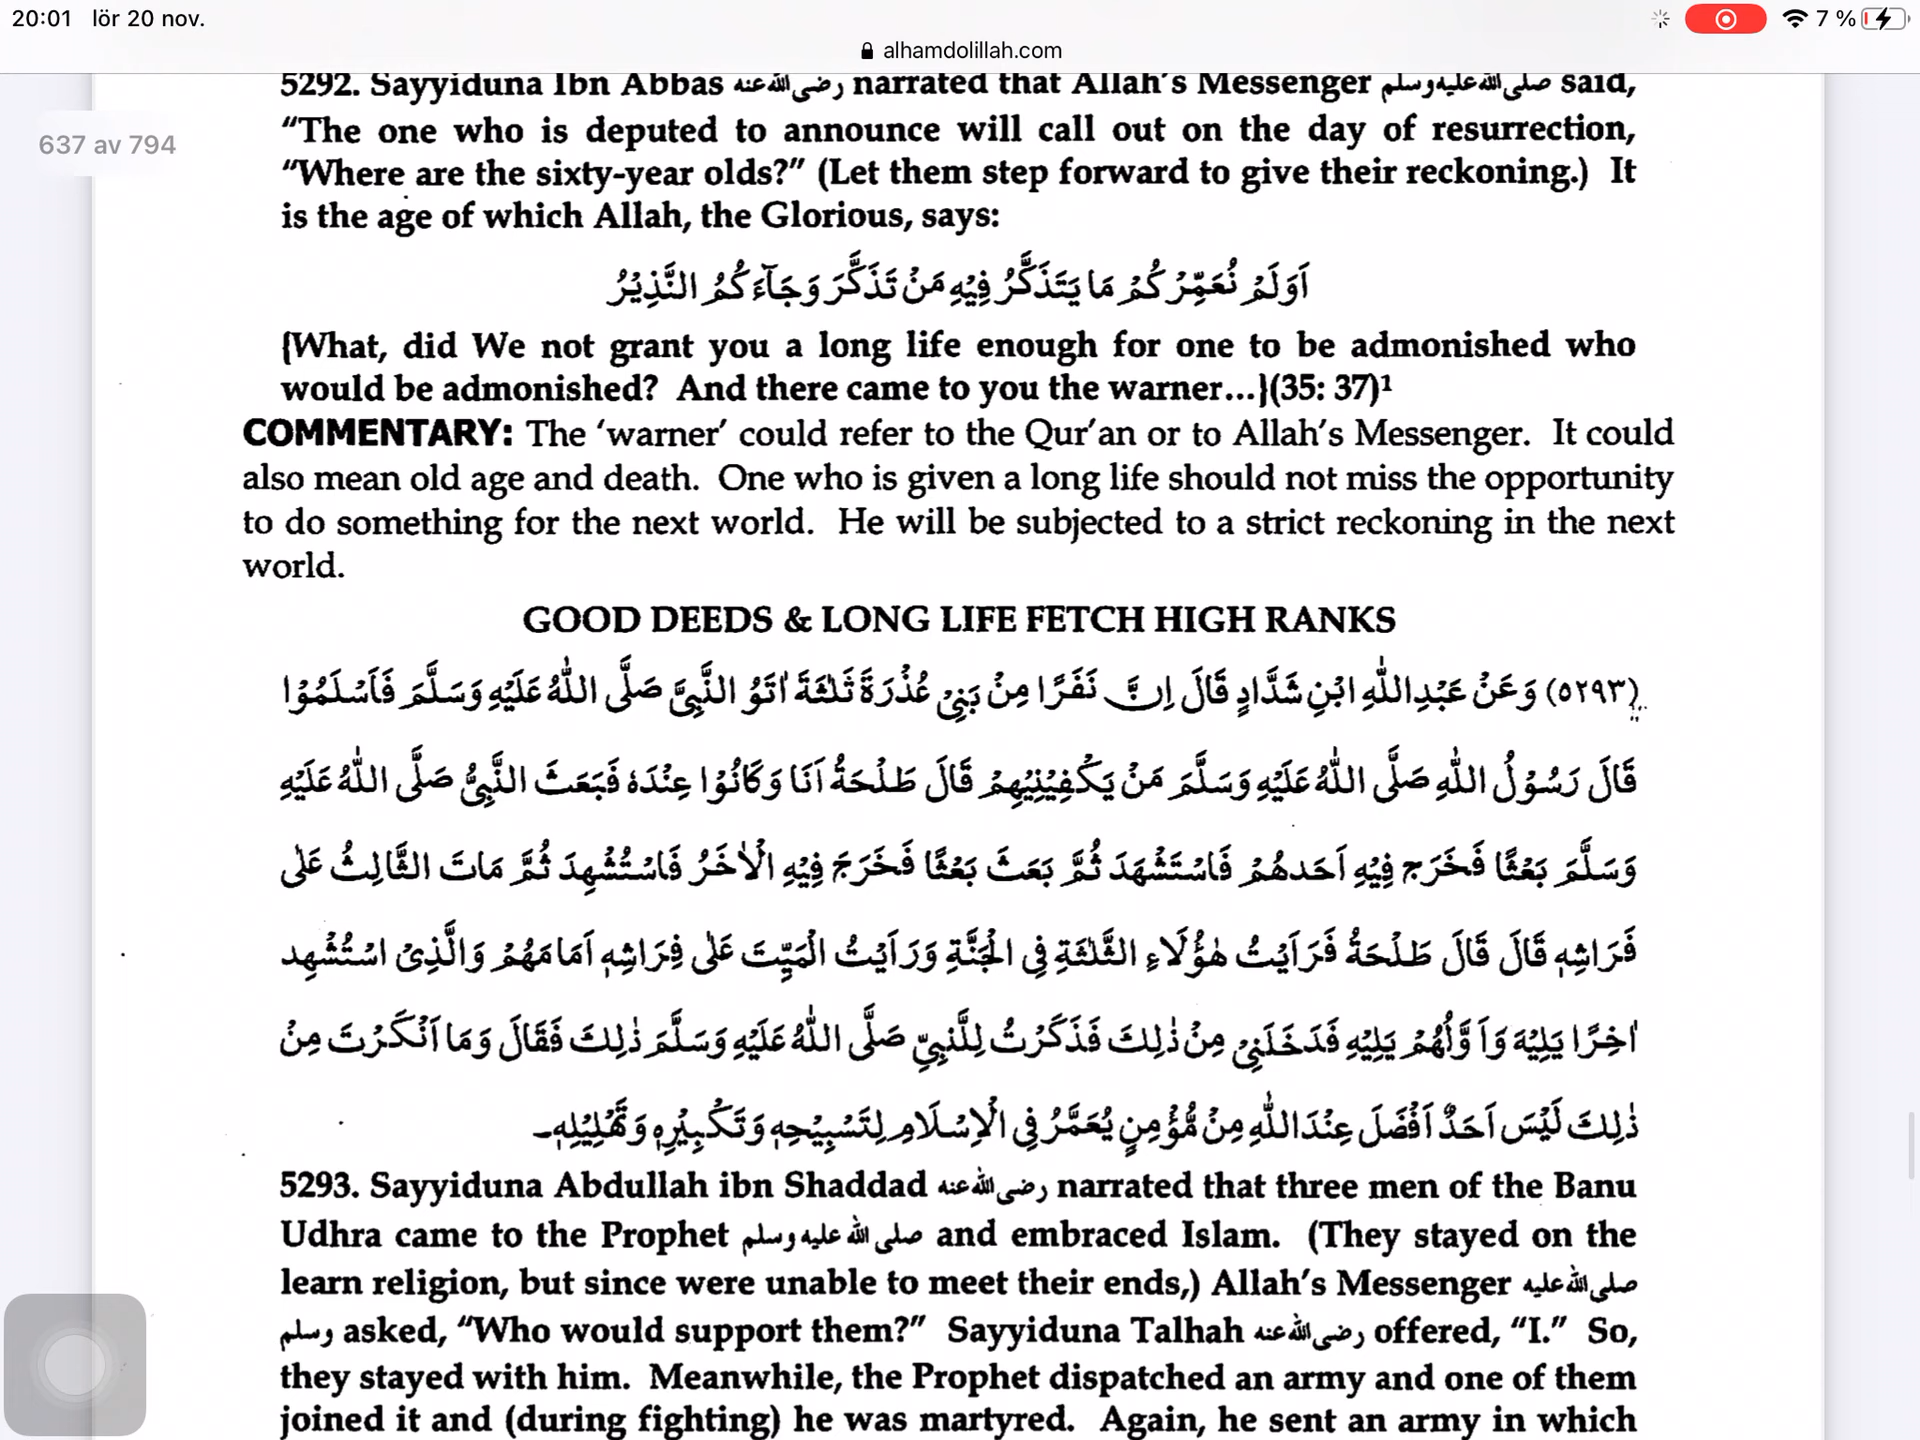 20:01 lör 20 nov.
7 %
alhamdolillah.com
637 av 794
5292. Sayyiduna Ibn Abbas رضی الله عنه narrated that Allah's Messenger صلی الله علیه وسلم said,
"The one who is deputed to announce will call out on the day of resurrection,
"Where are the sixty-year olds?" (Let them step forward to give their reckoning.) It
is the age of which Allah, the Glorious, says:
اَوَلَمْ نُعَمِّرْكُمْ مَا يَتَذَكَّرُ فِيْهِ مَنْ تَذَكَّرَ وَجَآءَكُمُ النَّذِيْرُ
{What, did We not grant you a long life enough for one to be admonished who
would be admonished? And there came to you the warner...}(35: 37)¹
COMMENTARY: The 'warner' could refer to the Qur'an or to Allah's Messenger. It could
also mean old age and death. One who is given a long life should not miss the opportunity
to do something for the next world. He will be subjected to a strict reckoning in the next
world.
GOOD DEEDS & LONG LIFE FETCH HIGH RANKS
(٥٢٩٣) وَعَنْ عَبْدِاللّٰهِ ابْنِ شَدَّادٍ قَالَ اِنَّ نَفَرًا مِنْ بَنِيْ عُذْرَةَ ثَلٰثَةً اَتَوُ النَّبِيَّ صَلَّى اللّٰهُ عَلَيْهِ وَسَلَّمَ فَاَسْلَمُوْا
قَالَ رَسُوْلُ اللّٰهِ صَلَّى اللّٰهُ عَلَيْهِ وَسَلَّمَ مَنْ يَكْفِيْنِيْهِمْ قَالَ طَلْحَةُ اَنَا وَكَانُوْا عِنْدَهٗ فَبَعَثَ النَّبِيُّ صَلَّى اللّٰهُ عَلَيْهِ
وَسَلَّمَ بَعْثًا فَخَرَجَ فِيْهِ اَحَدُهُمْ فَاسْتَشْهَدَ ثُمَّ بَعَثَ بَعْثًا فَخَرَجَ فِيْهِ الْاٰخَرُ فَاسْتُشْهِدَ ثُمَّ مَاتَ الثَّالِثُ عَلٰى
فَرَاشِهٖ قَالَ قَالَ طَلْحَةُ فَرَاَيْتُ هٰؤُلَاءِ الثَّلٰثَةِ فِي الْجَنَّةِ وَرَاَيْتُ الْمَيِّتَ عَلٰى فِرَاشِهٖ اَمَامَهُمْ وَالَّذِيْ اسْتُشْهِدَ
اٰخِرًا يَلِيْهَ وَاَوَّلُهُمْ يَلِيْهِ فَدَخَلَنِيْ مِنْ ذٰلِكَ فَذَكَرْتُ لِلنَّبِيِّ صَلَّى اللّٰهُ عَلَيْهِ وَسَلَّمَ ذٰلِكَ فَقَالَ وَمَا اَنْكَرْتَ مِنْ
ذٰلِكَ لَيْسَ اَحَدٌ اَفْضَلَ عِنْدَ اللّٰهِ مِنْ مُّؤْمِنٍ يُعَمَّرُ فِي الْاِسْلَامِ لِتَسْبِيْحِهٖ وَتَكْبِيْرِهٖ وَتَهْلِيْلِهٖ۔
5293. Sayyiduna Abdullah ibn Shaddad رضی الله عنه narrated that three men of the Banu
Udhra came to the Prophet صلی الله علیه وسلم and embraced Islam. (They stayed on the
learn religion, but since were unable to meet their ends,) Allah's Messenger صلی الله علیه
وسلم asked, "Who would support them?" Sayyiduna Talhah رضی الله عنه offered, "I." So,
they stayed with him. Meanwhile, the Prophet dispatched an army and one of them
joined it and (during fighting) he was martyred. Again, he sent an army in which